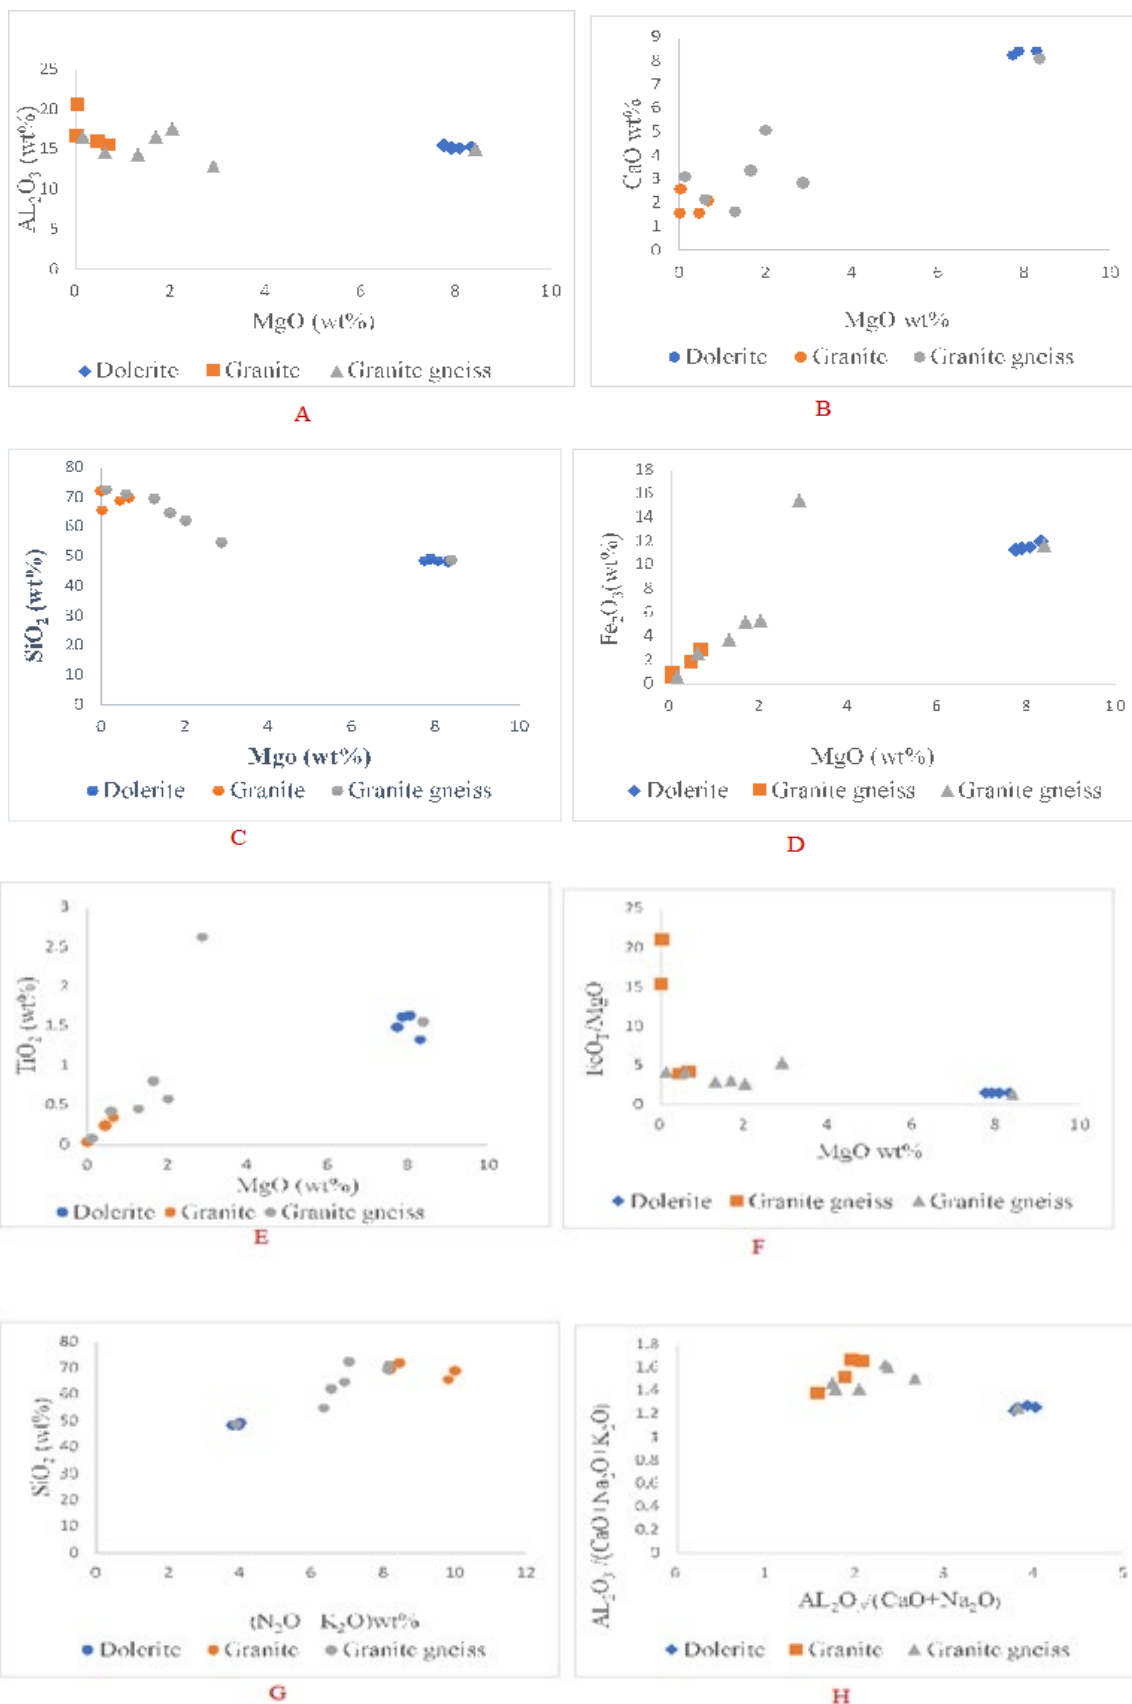 25
20
15
10
5
0
AL2O3 (wt%)
0 2 4 6 8 10
MgO (wt%)
Dolerite Granite Granite gneiss
A
9
8
7
6
5
4
3
2
1
0
CaO wt%
0 2 4 6 8 10
MgO wt%
Dolerite Granite Granite gneiss
B
80
70
60
50
40
30
20
10
0
SiO2 (wt%)
0 2 4 6 8 10
Mgo (wt%)
Dolerite Granite Granite gneiss
C
18
16
14
12
10
8
6
4
2
0
Fe2O3(wt%)
0 2 4 6 8 10
MgO (wt%)
Dolerite Granite gneiss Granite gneiss
D
3
2.5
2
1.5
1
0.5
0
TiO2 (wt%)
0 2 4 6 8 10
MgO (wt%)
Dolerite Granite Granite gneiss
E
25
20
15
10
5
0
FeOT/MgO
0 2 4 6 8 10
MgO wt%
Dolerite Granite gneiss Granite gneiss
F
80
70
60
50
40
30
20
10
0
SiO2 (wt%)
0 2 4 6 8 10 12
(N2O K2O)wt%
Dolerite Granite Granite gneiss
G
1.8
1.6
1.4
1.2
1
0.8
0.6
0.4
0.2
0
AL2O3 /(CaO+Na2O+K2O)
0 1 2 3 4 5
AL2O3/(CaO+Na2O)
Dolerite Granite Granite gneiss
H